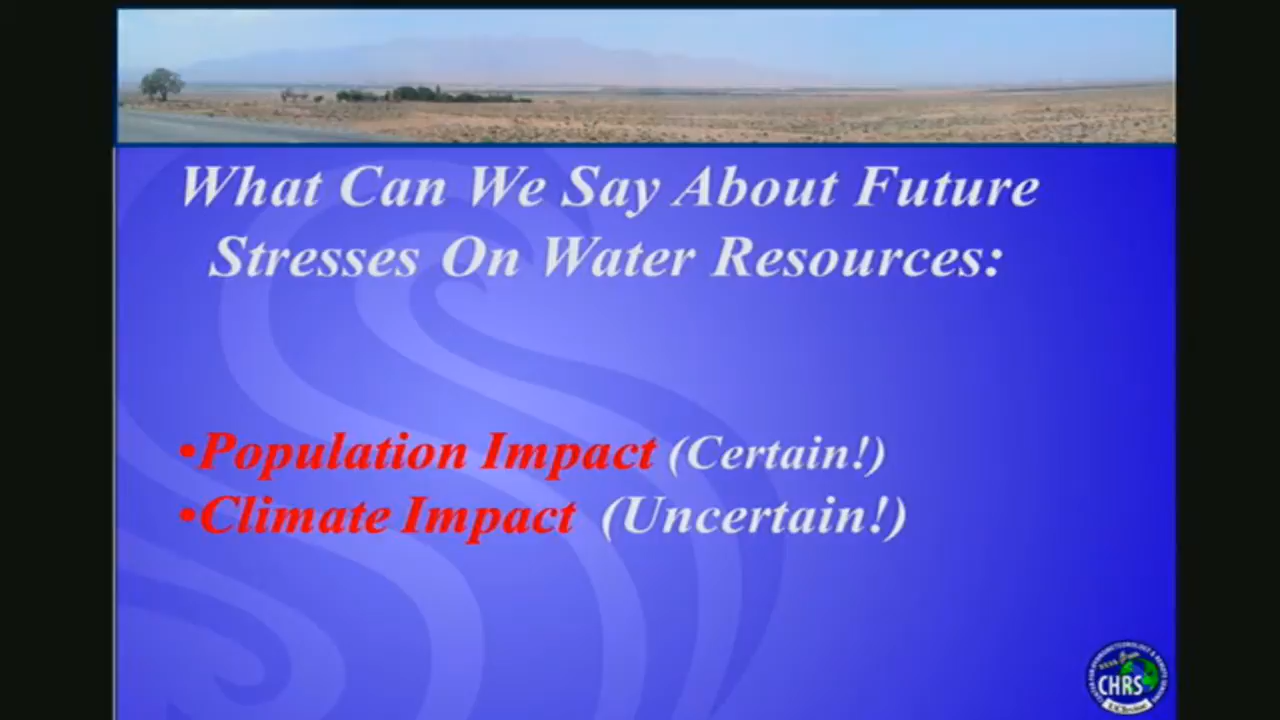 What Can We Say About Future
Stresses On Water Resources:
•Population Impact (Certain!)
•Climate Impact (Uncertain!)
CHRS